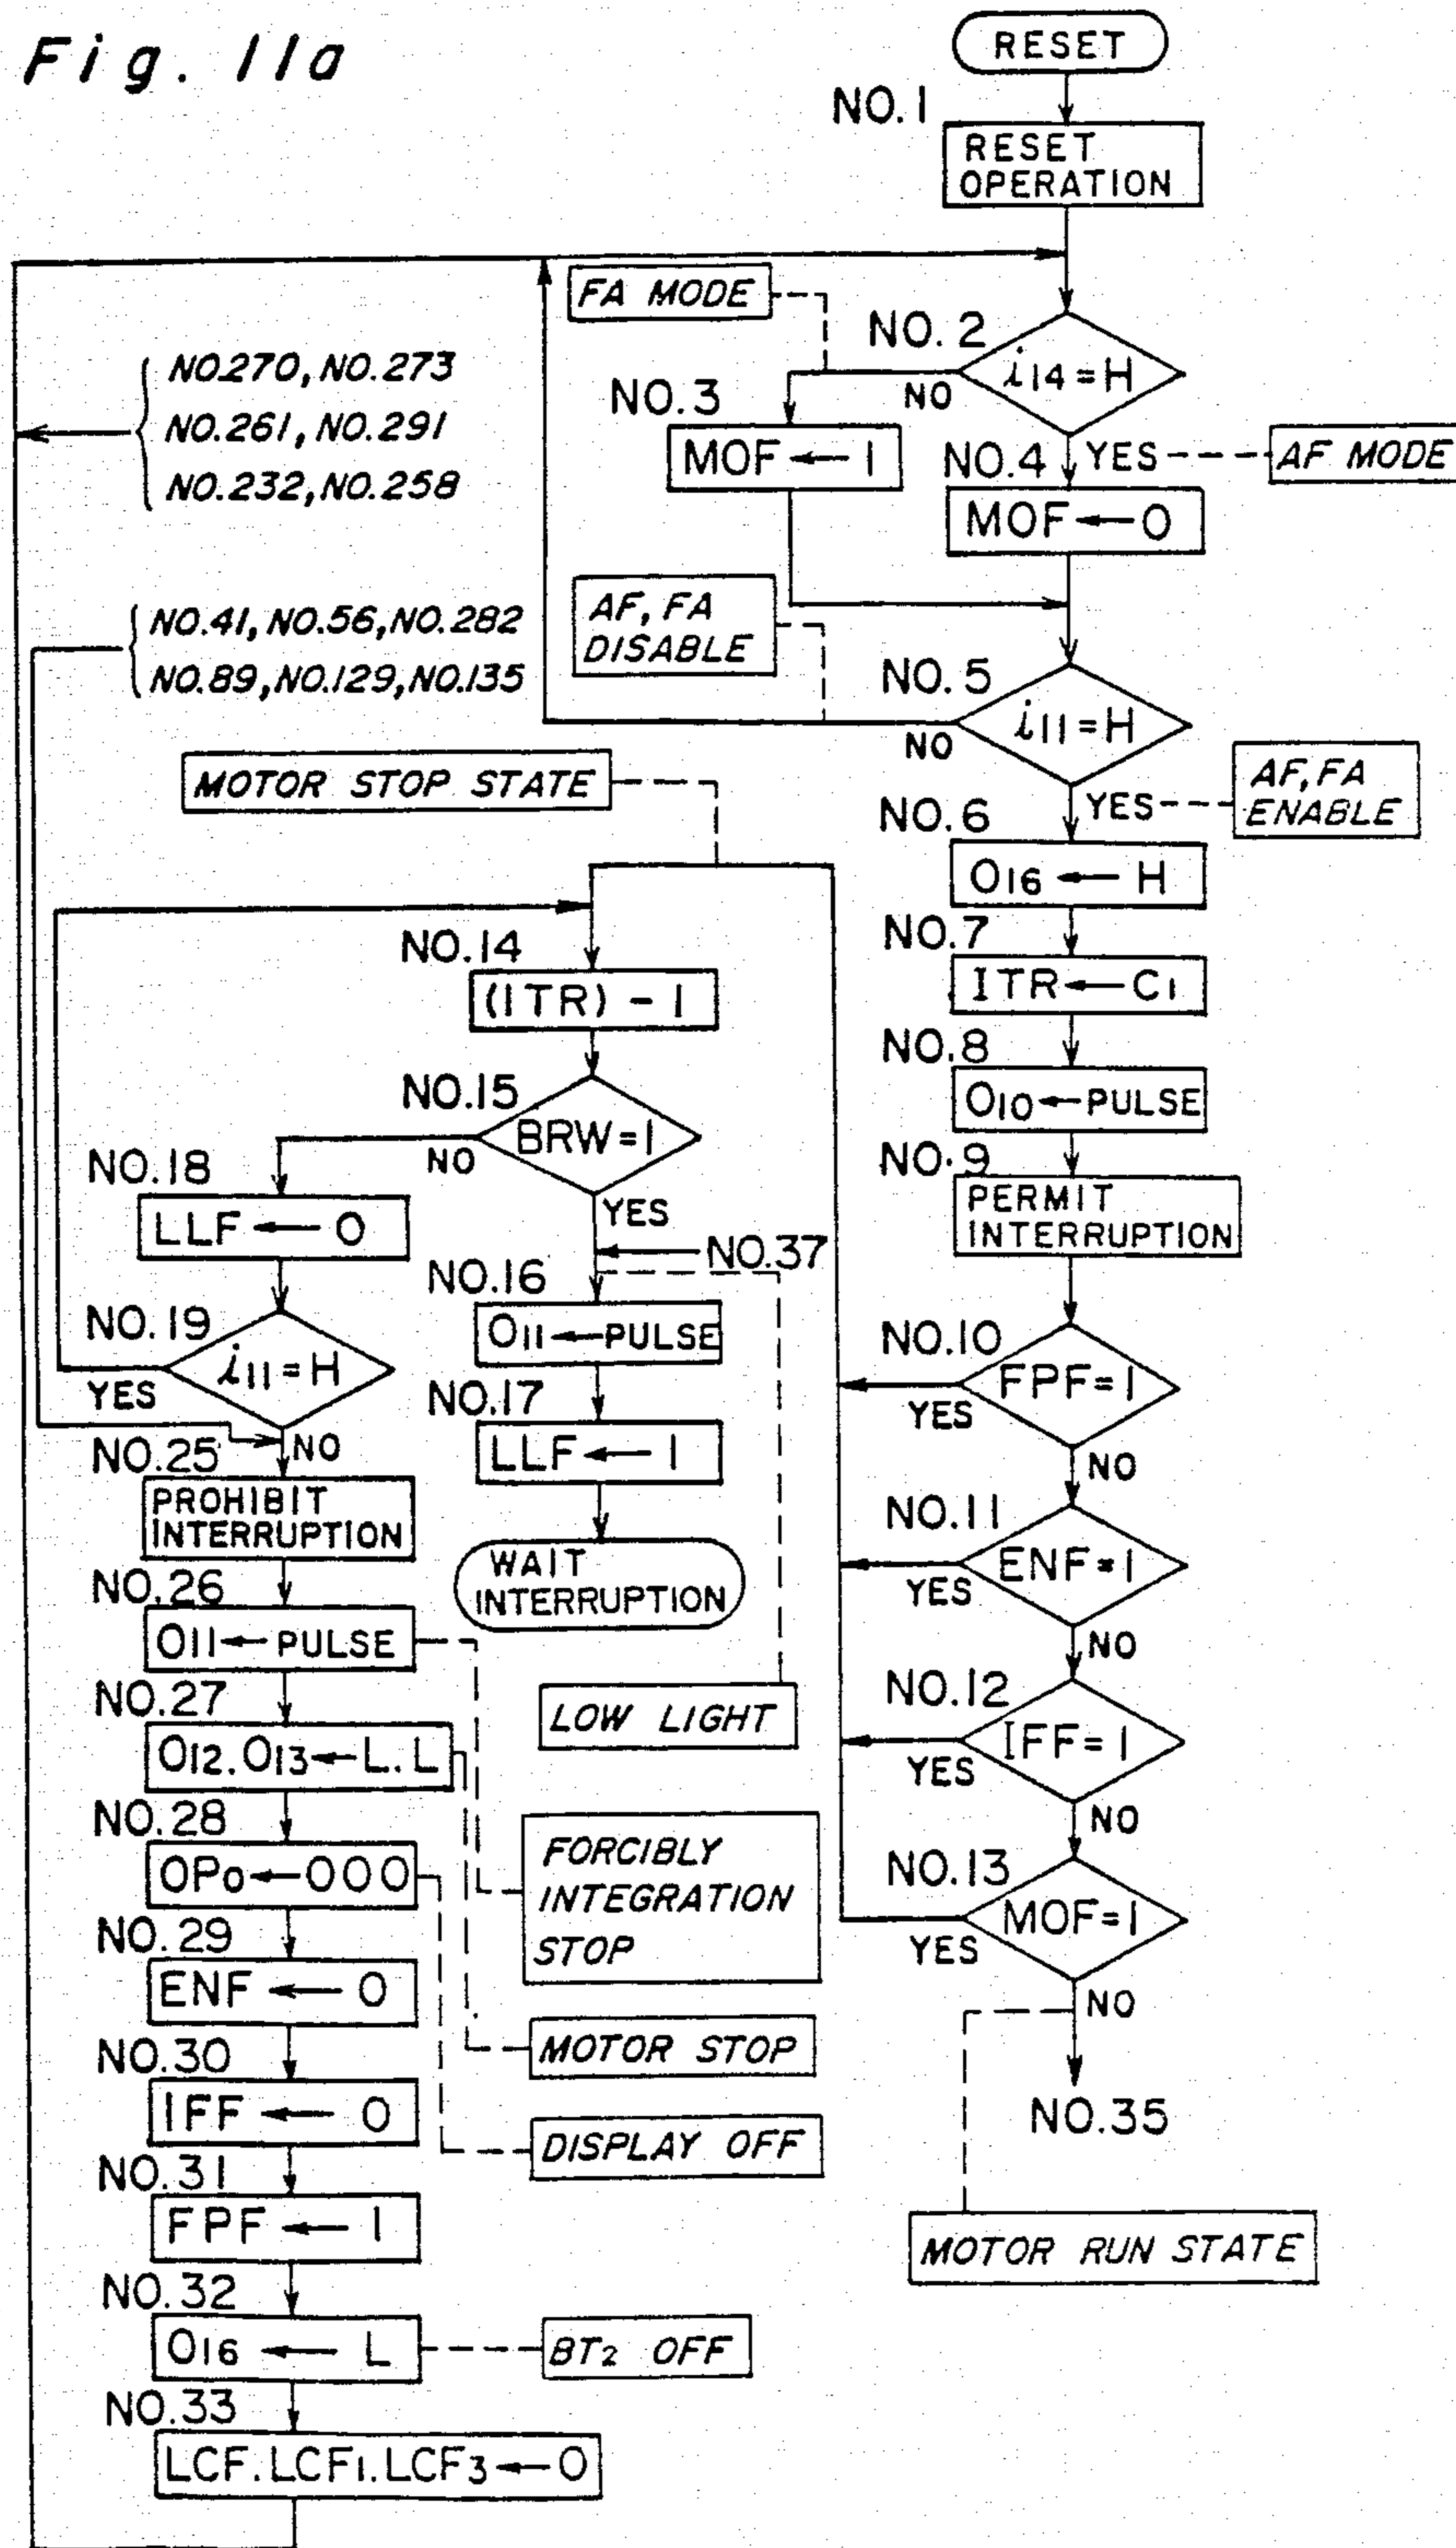 Fig. 11a
RESET
NO.1
RESET
OPERATION
FA MODE
NO. 2
i14=H
NO
NO.3
MOF ← 1
NO.4
YES
AF MODE
MOF ← 0
NO.270, NO.273
NO.261, NO.291
NO.232, NO.258
NO.41, NO.56, NO.282
NO.89, NO.129, NO.135
AF, FA
DISABLE
NO. 5
i11=H
NO
YES
AF, FA
ENABLE
NO. 6
O16 ← H
NO.7
ITR ← C1
NO.8
O10 ← PULSE
NO.9
PERMIT
INTERRUPTION
NO.10
FPF=1
YES
NO
NO.11
ENF=1
YES
NO
NO.12
IFF=1
YES
NO
NO.13
MOF=1
YES
NO
NO.35
MOTOR RUN STATE
MOTOR STOP STATE
NO.14
(ITR) - 1
NO.15
BRW=1
NO
YES
NO.37
NO.16
O11 ← PULSE
NO.17
LLF ← 1
WAIT
INTERRUPTION
LOW LIGHT
NO.18
LLF ← 0
NO.19
i11=H
YES
NO
NO.25
PROHIBIT
INTERRUPTION
NO.26
O11 ← PULSE
FORCIBLY
INTEGRATION
STOP
NO.27
O12.O13 ← L.L
MOTOR STOP
NO.28
OP0 ← 000
DISPLAY OFF
NO.29
ENF ← 0
NO.30
IFF ← 0
NO.31
FPF ← 1
NO.32
O16 ← L
BT2 OFF
NO.33
LCF.LCF1.LCF3 ← 0